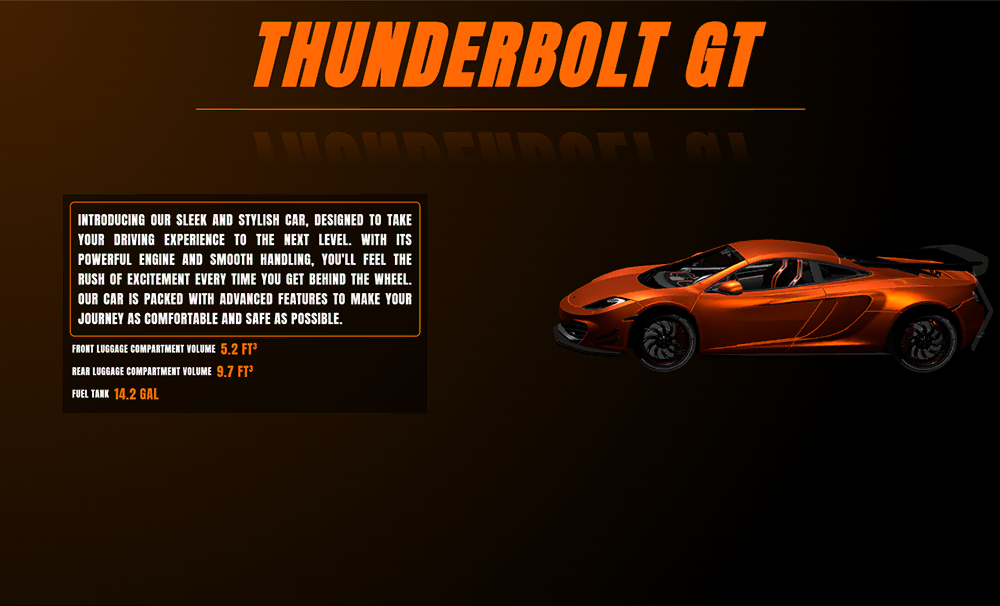 THUNDERBOLT GT
INTRODUCING OUR SLEEK AND STYLISH CAR, DESIGNED TO TAKE
YOUR DRIVING EXPERIENCE TO THE NEXT LEVEL. WITH ITS
POWERFUL ENGINE AND SMOOTH HANDLING, YOU'LL FEEL THE
RUSH OF EXCITEMENT EVERY TIME YOU GET BEHIND THE WHEEL.
OUR CAR IS PACKED WITH ADVANCED FEATURES TO MAKE YOUR
JOURNEY AS COMFORTABLE AND SAFE AS POSSIBLE.
FRONT LUGGAGE COMPARTMENT VOLUME 5.2 FT³
REAR LUGGAGE COMPARTMENT VOLUME 9.7 FT³
FUEL TANK 14.2 GAL